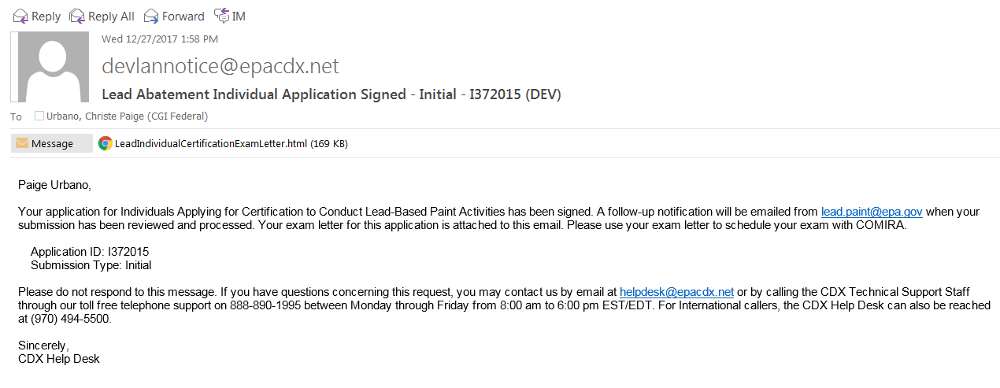 Reply Reply All Forward IM
Wed 12/27/2017 1:58 PM
devlannotice@epacdx.net
Lead Abatement Individual Application Signed - Initial - I372015 (DEV)
To Urbano, Christe Paige (CGI Federal)
Message LeadIndividualCertificationExamLetter.html (169 KB)
Paige Urbano,
Your application for Individuals Applying for Certification to Conduct Lead-Based Paint Activities has been signed. A follow-up notification will be emailed from lead.paint@epa.gov when your
submission has been reviewed and processed. Your exam letter for this application is attached to this email. Please use your exam letter to schedule your exam with COMIRA.
Application ID: I372015
Submission Type: Initial
Please do not respond to this message. If you have questions concerning this request, you may contact us by email at helpdesk@epacdx.net or by calling the CDX Technical Support Staff
through our toll free telephone support on 888-890-1995 between Monday through Friday from 8:00 am to 6:00 pm EST/EDT. For International callers, the CDX Help Desk can also be reached
at (970) 494-5500.
Sincerely,
CDX Help Desk